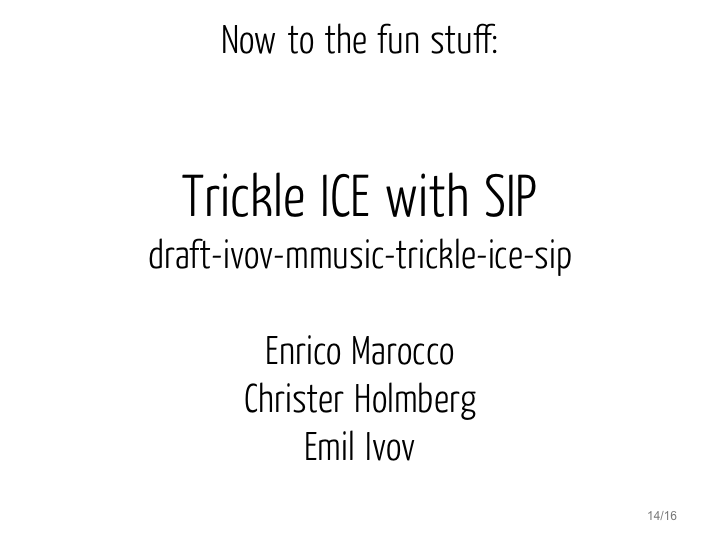 Now to the fun stuff:
Trickle ICE with SIP
draft-ivov-mmusic-trickle-ice-sip
Enrico Marocco
Christer Holmberg
Emil Ivov
14/16